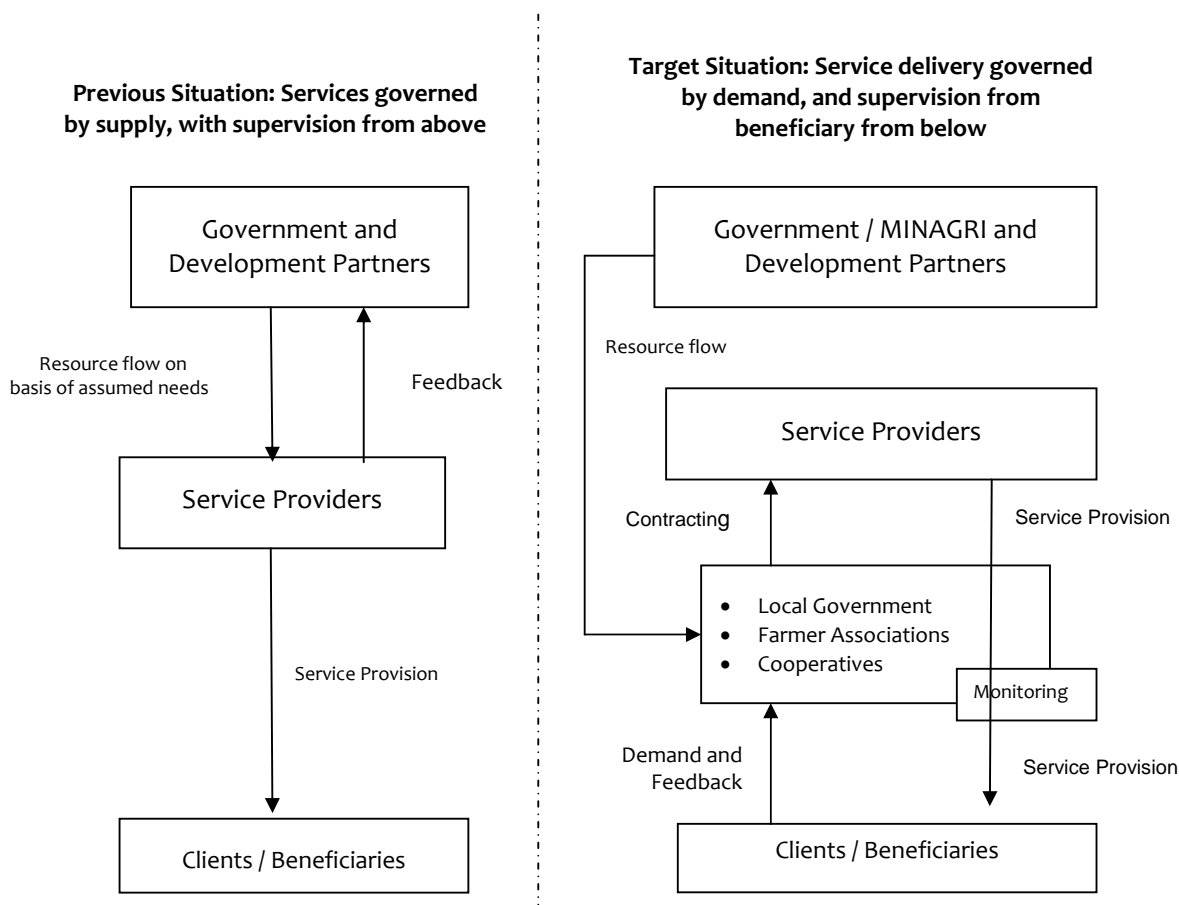 Previous Situation: Services governed
by supply, with supervision from above
Government and
Development Partners
Resource flow on
basis of assumed needs
Feedback
Service Providers
Service Provision
Clients / Beneficiaries
Target Situation: Service delivery governed
by demand, and supervision from
beneficiary from below
Government / MINAGRI and
Development Partners
Resource flow
Service Providers
Contracting
Service Provision
• Local Government
• Farmer Associations
• Cooperatives
Monitoring
Demand and
Feedback
Service Provision
Clients / Beneficiaries